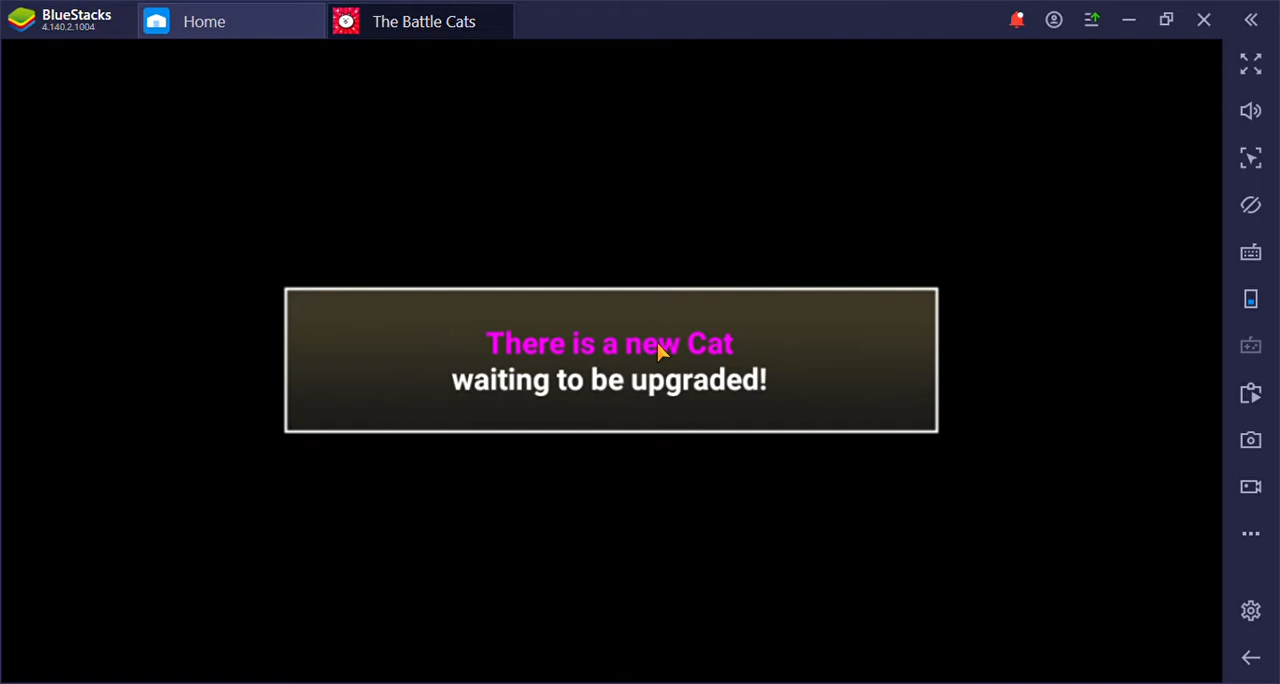 BlueStacks
4.140.2.1004
Home
The Battle Cats
There is a new Cat
waiting to be upgraded!